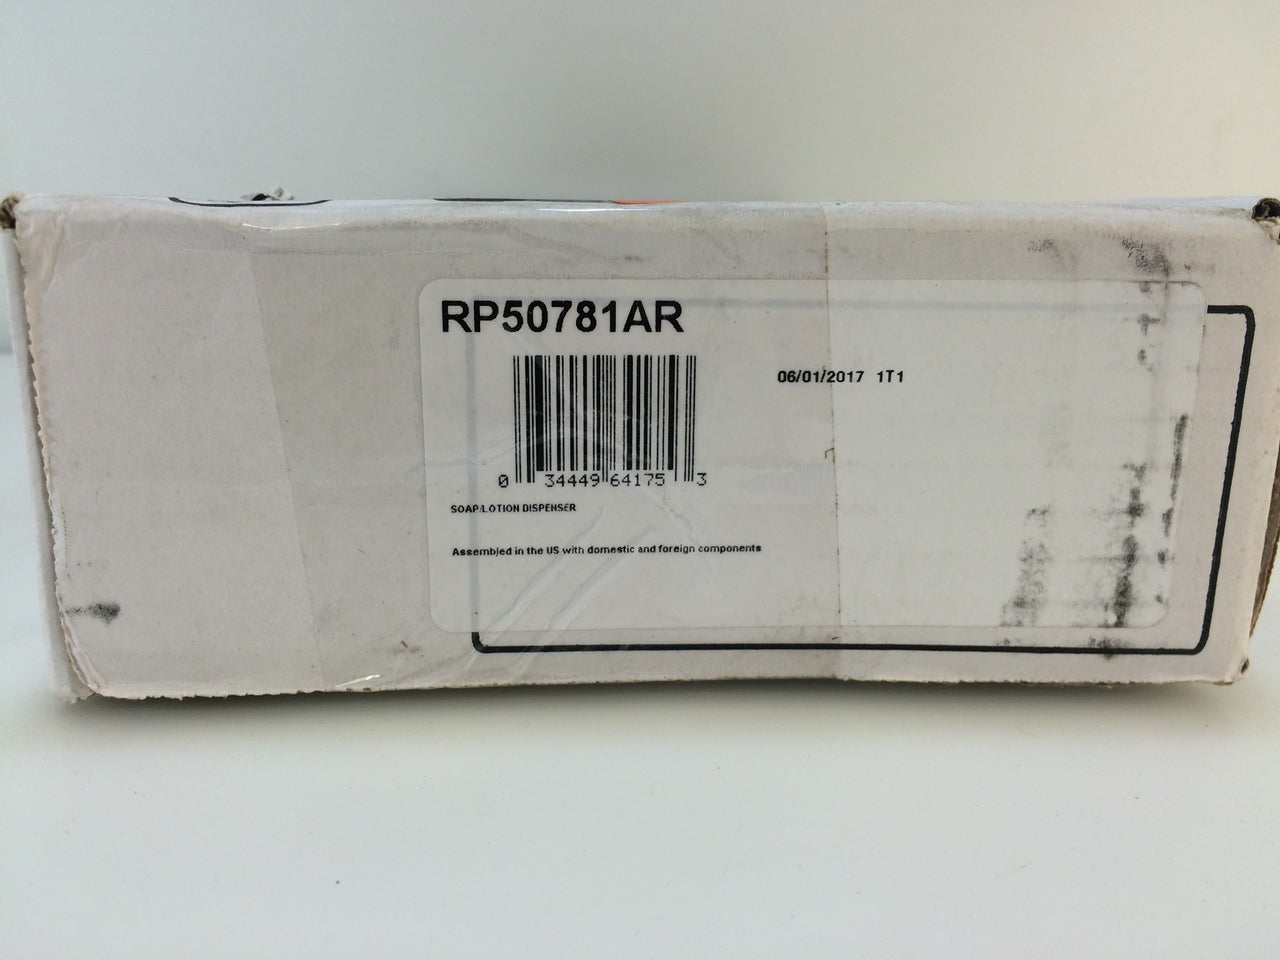 RP50781AR
06/01/2017 1T1
0 34449 64175 3
SOAP/LOTION DISPENSER
Assembled in the US with domestic and foreign components